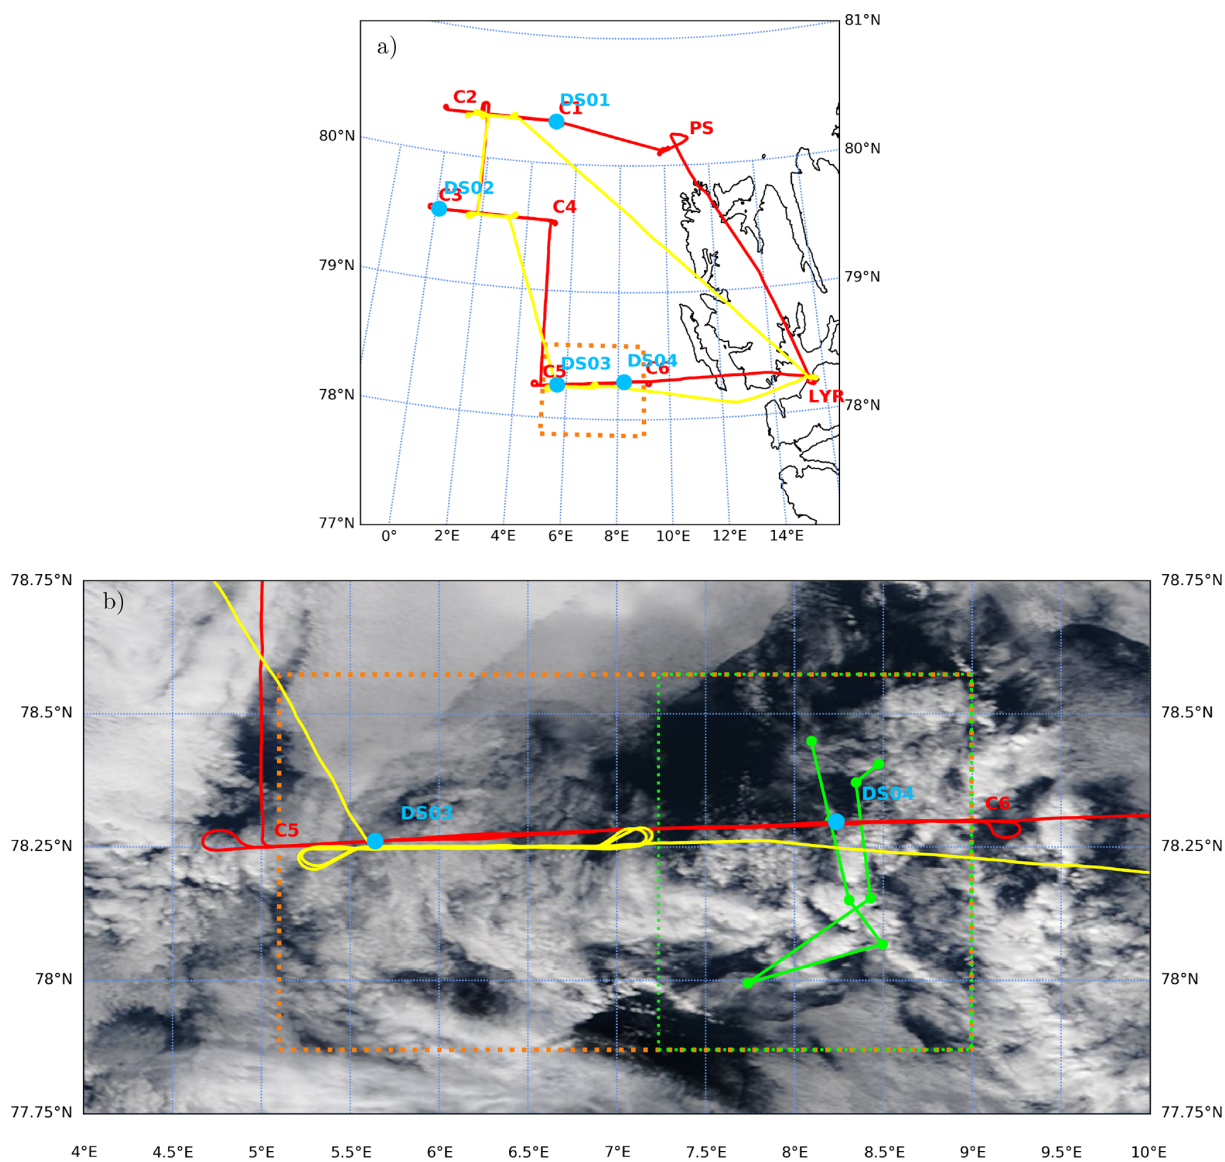 a)
81°N
C2
DS01
C1
PS
80°N
80°N
DS02
C3
C4
79°N
79°N
DS03
DS04
C5
C6
LYR
78°N
78°N
77°N
0°
2°E
4°E
6°E
8°E
10°E
12°E
14°E
b)
78.75°N
78.75°N
78.5°N
78.5°N
DS04
DS03
C6
C5
78.25°N
78.25°N
78°N
78°N
77.75°N
77.75°N
4°E
4.5°E
5°E
5.5°E
6°E
6.5°E
7°E
7.5°E
8°E
8.5°E
9°E
9.5°E
10°E